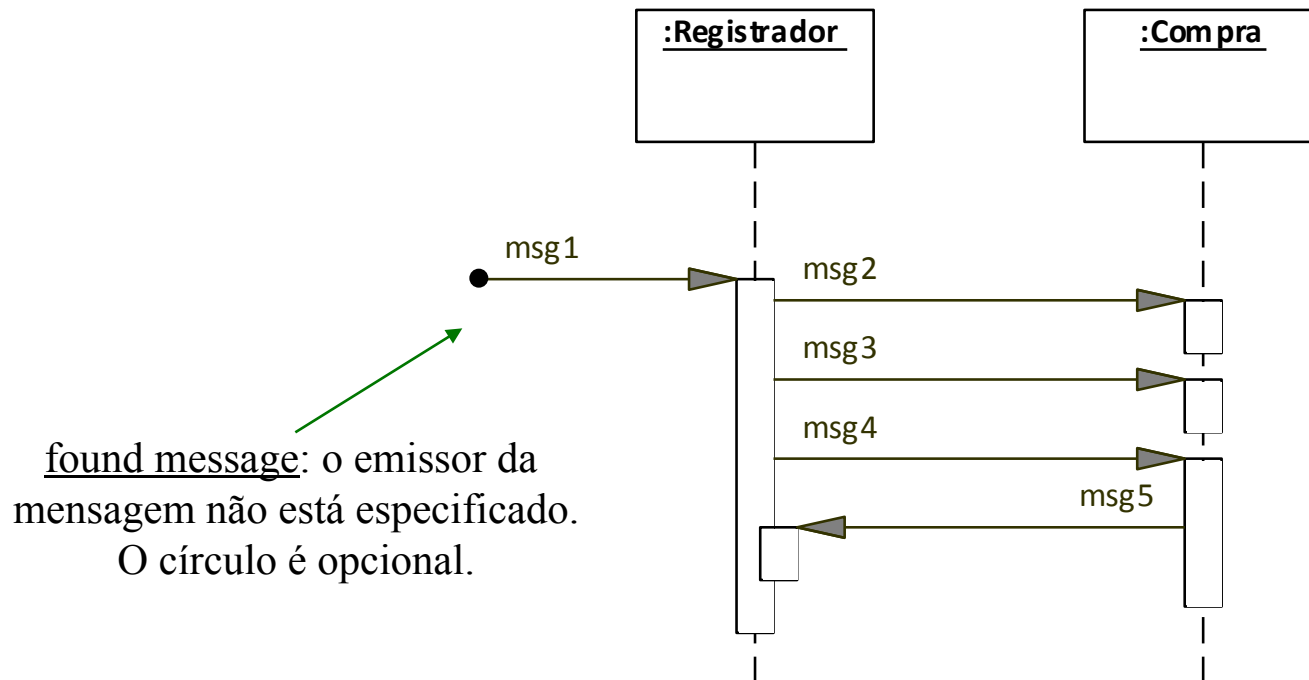 :Registrador
:Compra
msg1
msg2
msg3
msg4
msg5
found message: o emissor da
mensagem não está especificado.
O círculo é opcional.